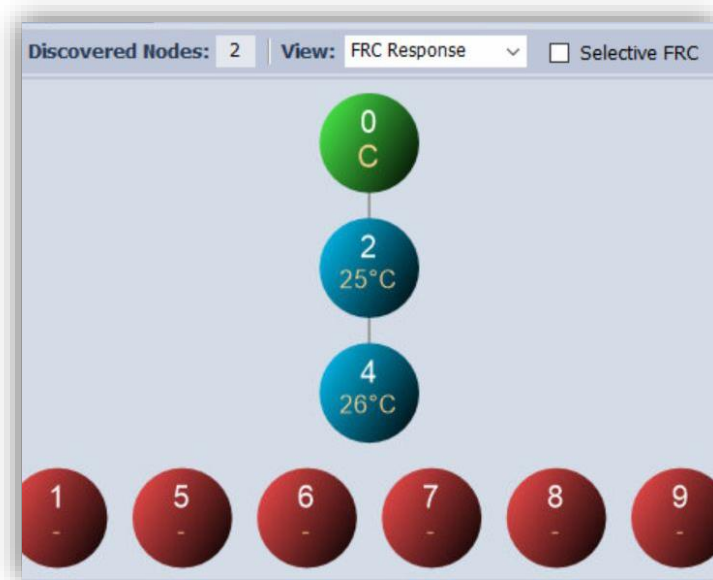 Discovered Nodes: 2 View: FRC Response Selective FRC
0
C
2
25°C
4
26°C
1 5 6 7 8 9
- - - - - -